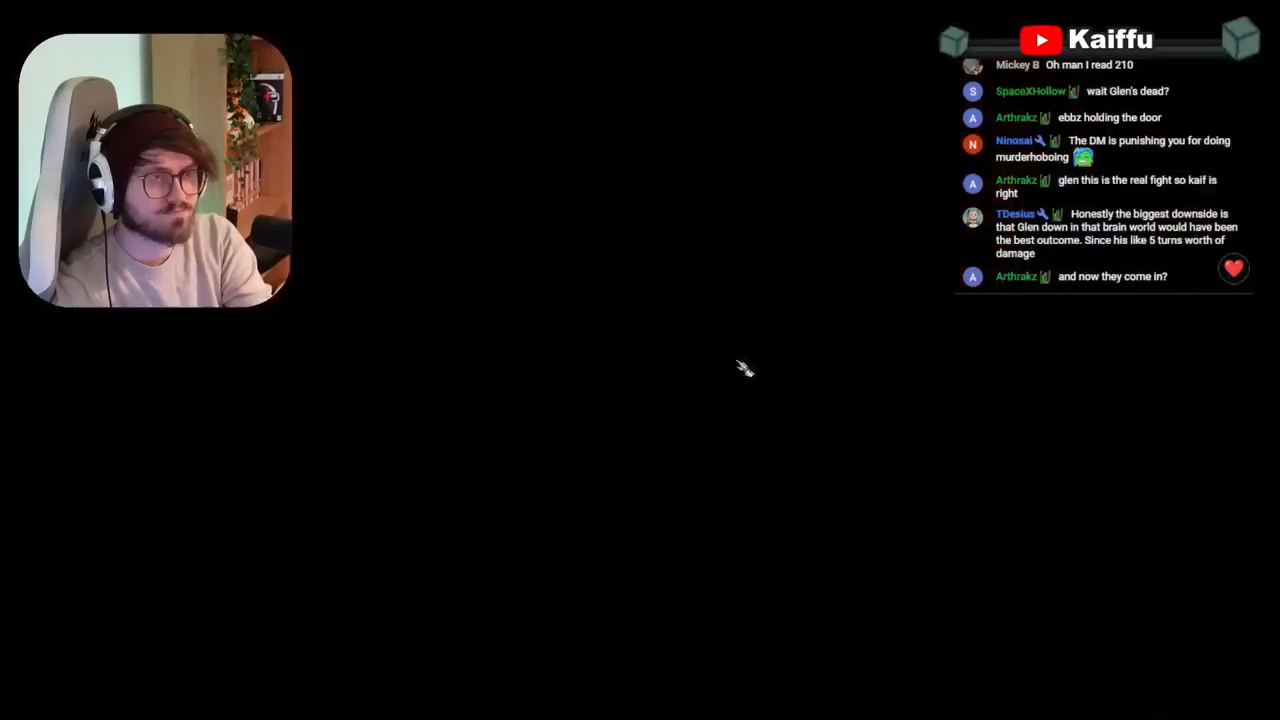 Kaiffu
Mickey B Oh man I read 210
S SpaceXHollow wait Glen's dead?
A Arthrakz ebbz holding the door
N Ninosai The DM is punishing you for doing
murderhoboing
A Arthrakz glen this is the real fight so kaif is
right
TDesius Honestly the biggest downside is
that Glen down in that brain world would have been
the best outcome. Since his like 5 turns worth of
damage
A Arthrakz and now they come in?